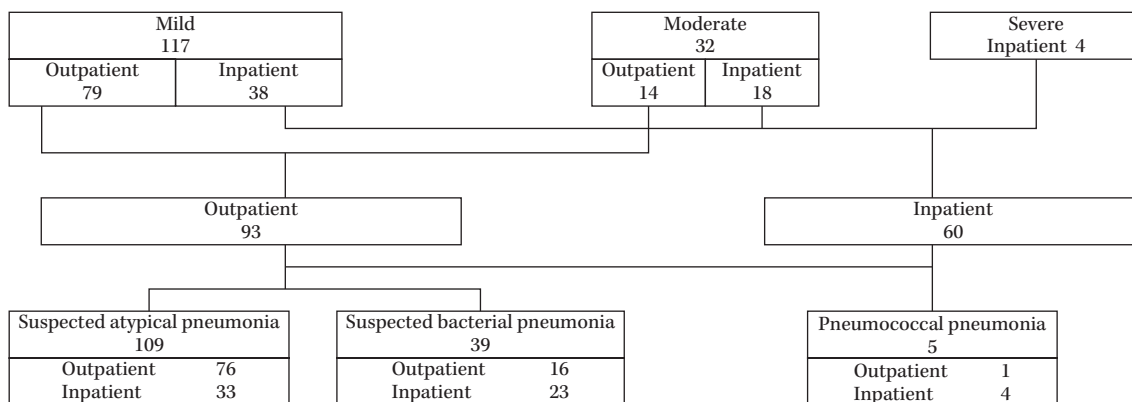 Mild
117
Outpatient
79
Inpatient
38
Moderate
32
Outpatient
14
Inpatient
18
Severe
Inpatient 4
Outpatient
93
Inpatient
60
Suspected atypical pneumonia
109
Outpatient 76
Inpatient 33
Suspected bacterial pneumonia
39
Outpatient 16
Inpatient 23
Pneumococcal pneumonia
5
Outpatient 1
Inpatient 4